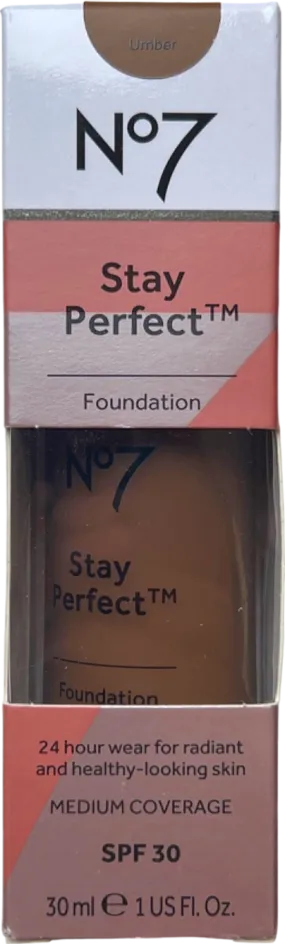 Umber
No7
Stay
Perfect™
Foundation
No7
Stay
Perfect™
Foundation
24 hour wear for radiant
and healthy-looking skin
MEDIUM COVERAGE
SPF 30
30 ml ℮ 1 US Fl. Oz.